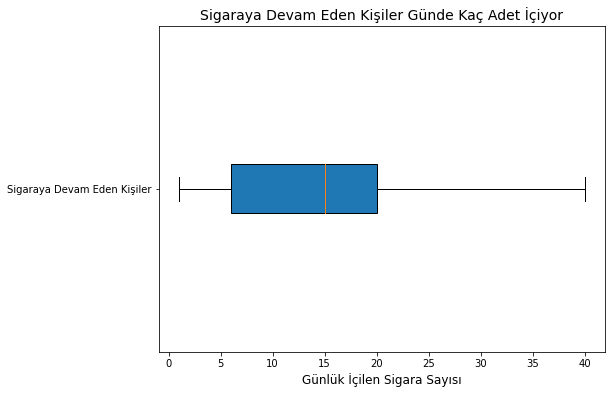 Sigaraya Devam Eden Kişiler Günde Kaç Adet İçiyor
Sigaraya Devam Eden Kişiler
0 5 10 15 20 25 30 35 40
Günlük İçilen Sigara Sayısı